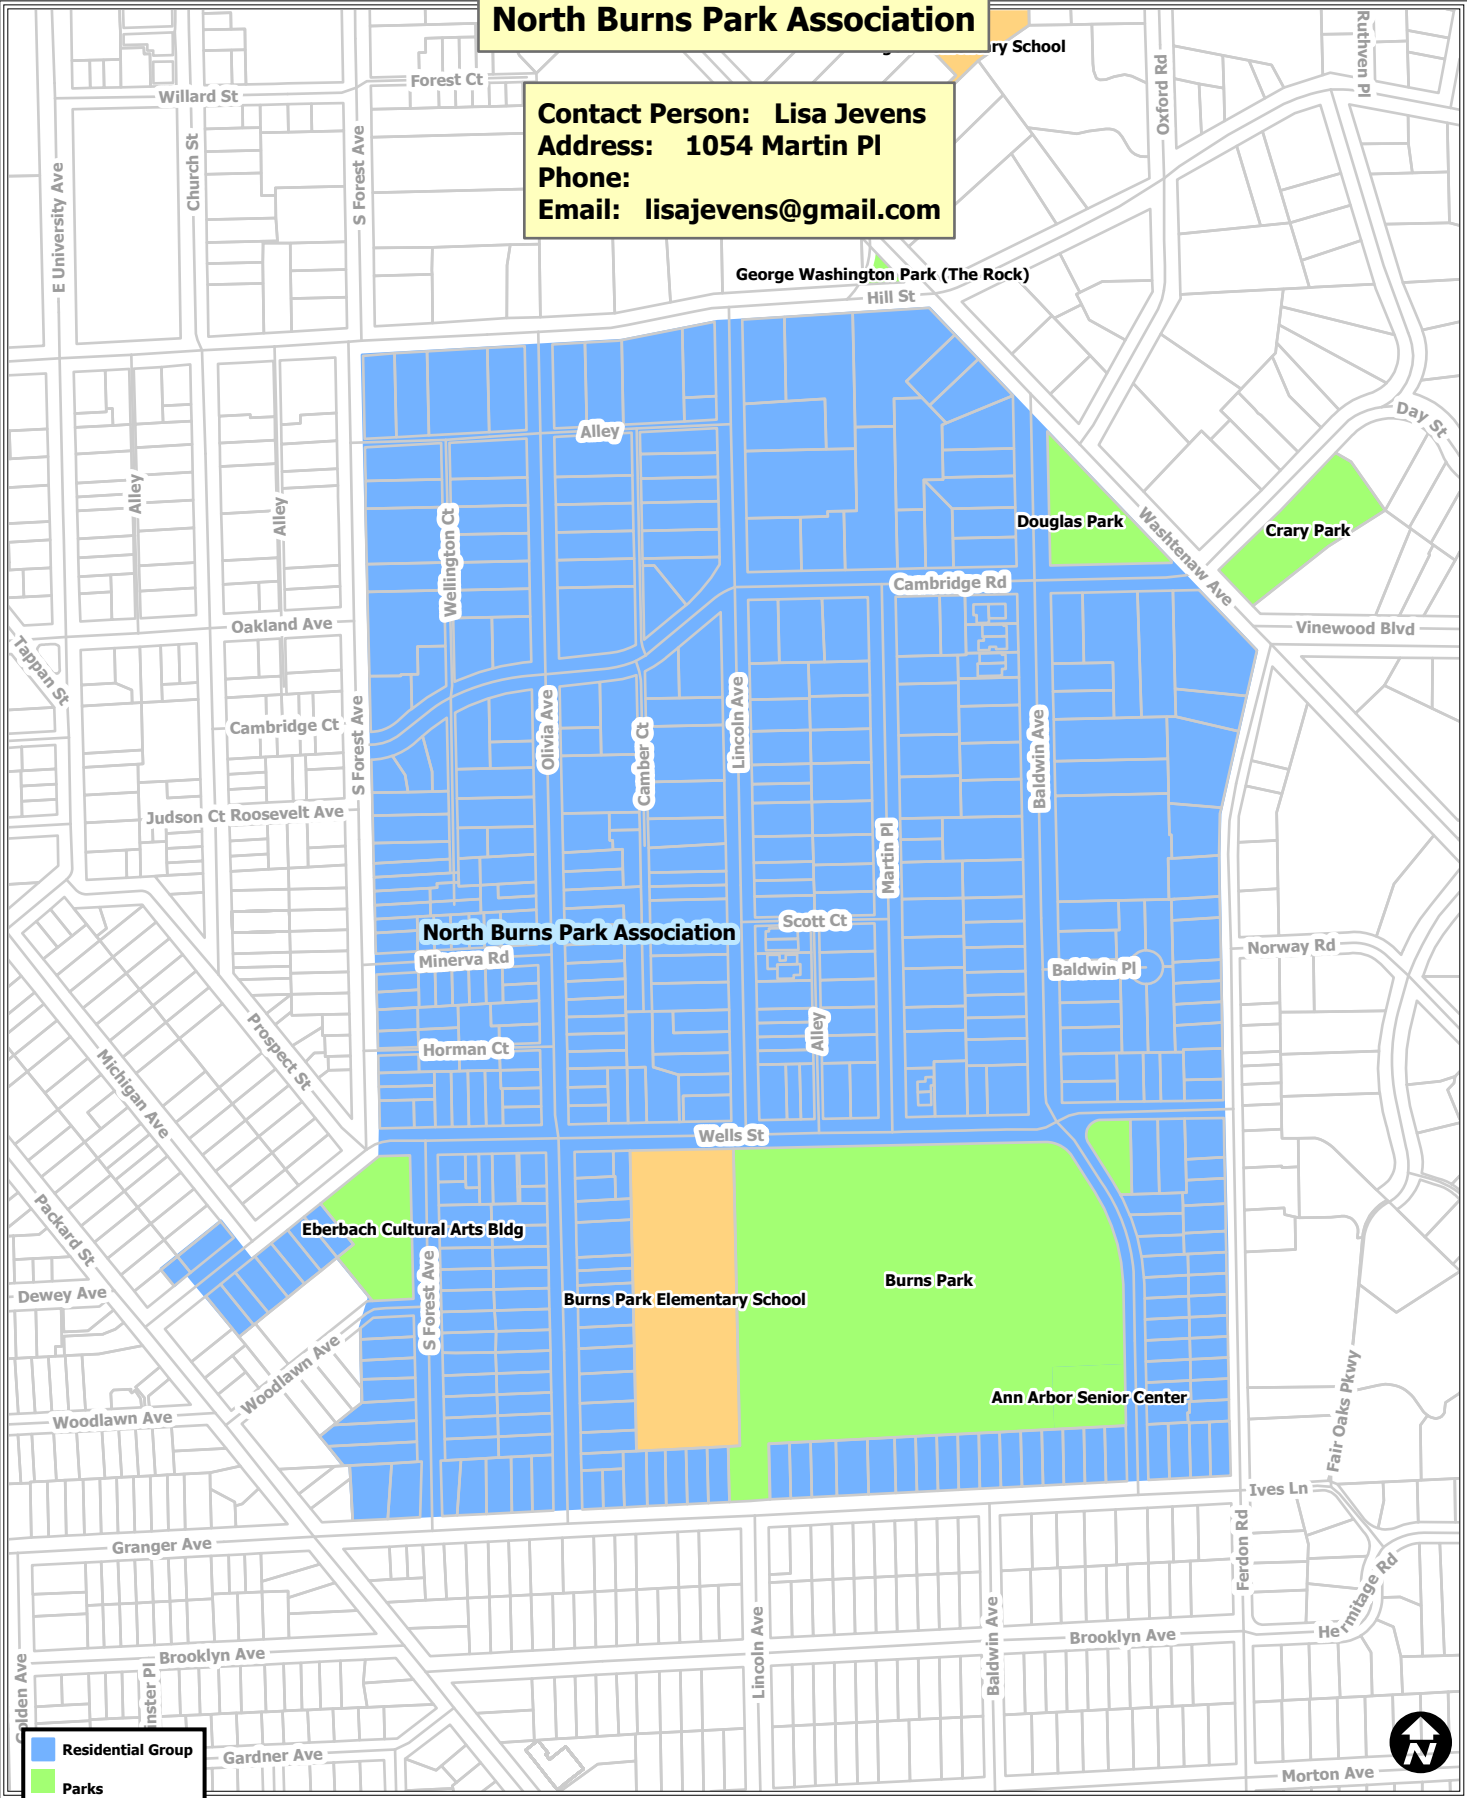 North Burns Park Association
ry School
Contact Person: Lisa Jevens
Address: 1054 Martin Pl
Phone:
Email: lisajevens@gmail.com
Forest Ct
Willard St
Church St
S Forest Ave
E University Ave
Oxford Rd
Ruthven Pl
George Washington Park (The Rock)
Hill St
Day St
Alley
Alley
Alley
Wellington Ct
Douglas Park
Crary Park
Washtenaw Ave
Cambridge Rd
Oakland Ave
Vinewood Blvd
Tappan St
Cambridge Ct
S Forest Ave
Olivia Ave
Camber Ct
Lincoln Ave
Baldwin Ave
Judson Ct
Roosevelt Ave
Martin Pl
Scott Ct
North Burns Park Association
Minerva Rd
Norway Rd
Baldwin Pl
Alley
Horman Ct
Prospect St
Michigan Ave
Wells St
Packard St
Eberbach Cultural Arts Bldg
Burns Park
Dewey Ave
S Forest Ave
Burns Park Elementary School
Woodlawn Ave
Ann Arbor Senior Center
Fair Oaks Pkwy
Woodlawn Ave
Ives Ln
Granger Ave
Ferdon Rd
Hermitage Rd
Brooklyn Ave
Brooklyn Ave
Lincoln Ave
Baldwin Ave
olden Ave
inster Pl
Gardner Ave
Morton Ave
N
Residential Group
Parks